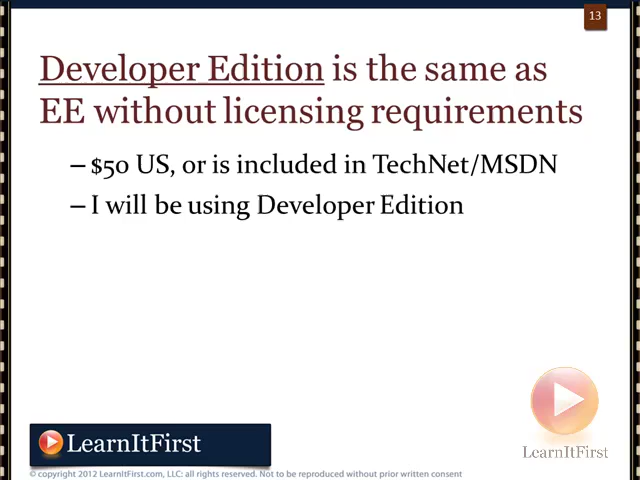 13
Developer Edition is the same as
EE without licensing requirements
– $50 US, or is included in TechNet/MSDN
– I will be using Developer Edition
LearnItFirst
LearnItFirst
© copyright 2012 LearnItFirst.com, LLC: all rights reserved. Not to be reproduced without prior written consent